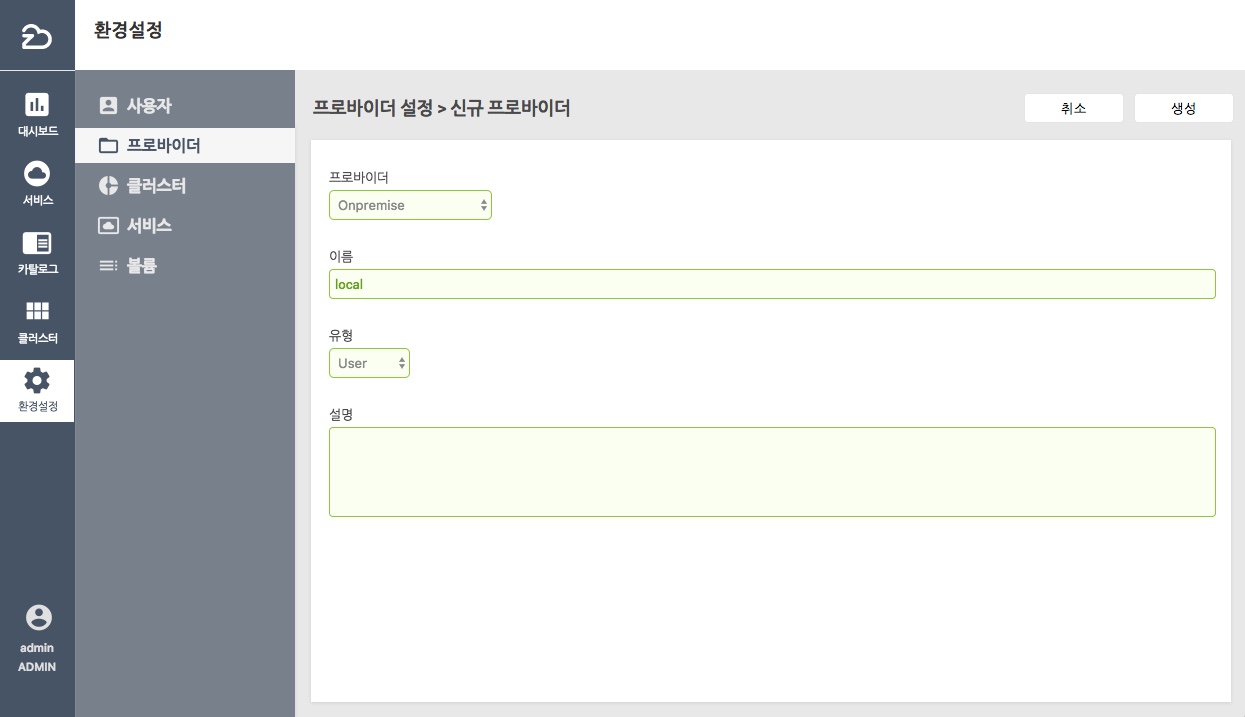 환경설정
대시보드
서비스
카탈로그
클러스터
환경설정
admin
ADMIN
사용자
프로바이더
클러스터
서비스
볼륨
프로바이더 설정 > 신규 프로바이더
취소
생성
프로바이더
Onpremise
이름
local
유형
User
설명